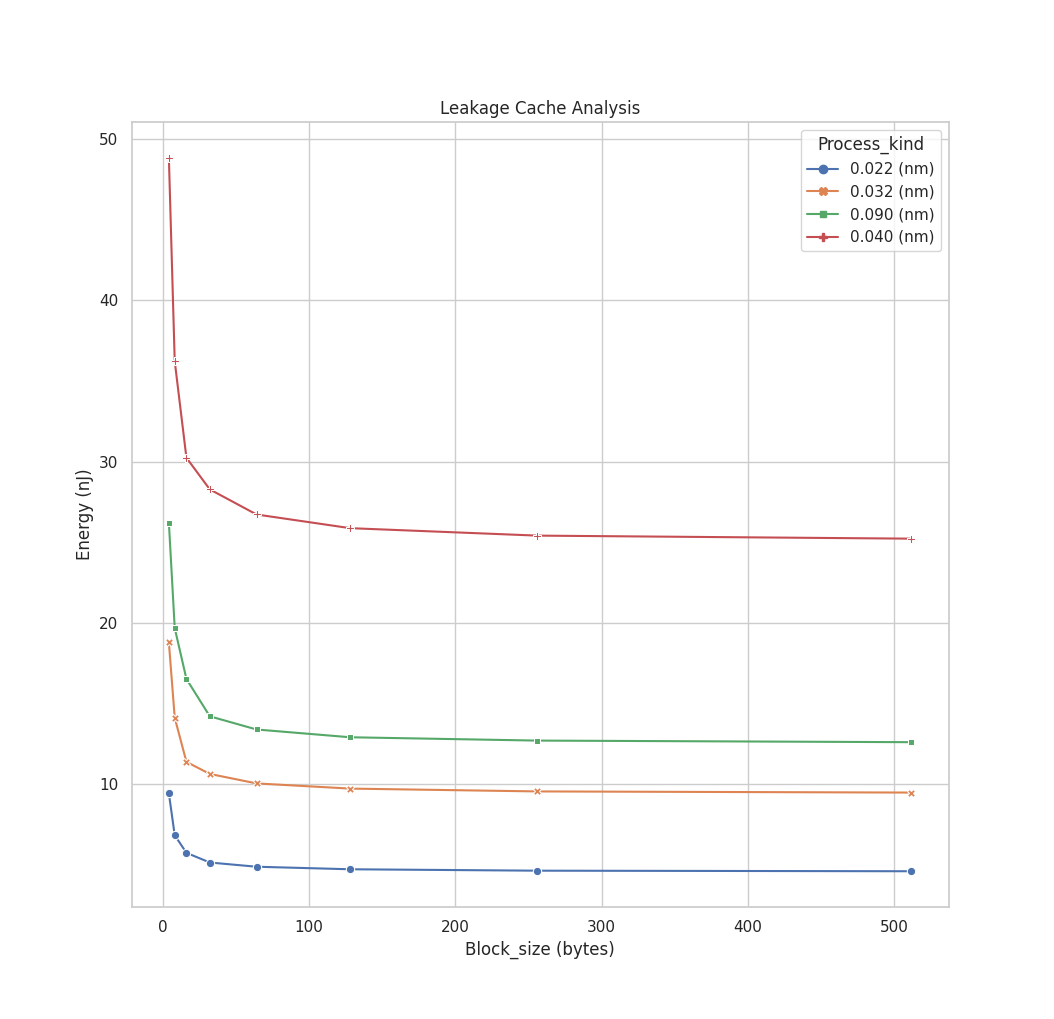 Leakage Cache Analysis
Process_kind
0.022 (nm)
0.032 (nm)
0.090 (nm)
0.040 (nm)
50
40
30
20
10
Energy (nJ)
0 100 200 300 400 500
Block_size (bytes)